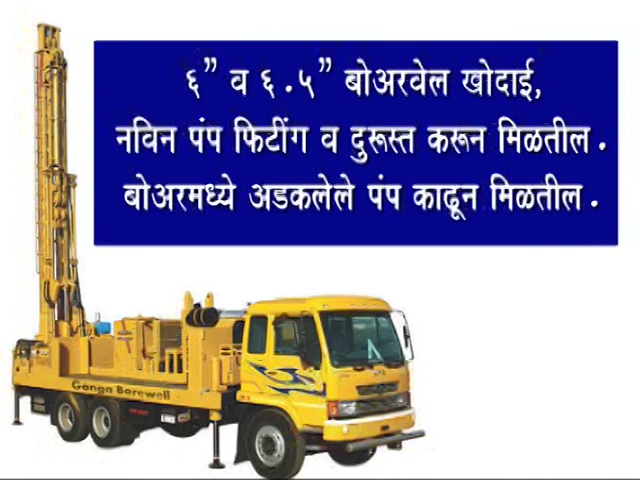 ६” व ६.५” बोअरवेल खोदाई,
नविन पंप फिटींग व दुरूस्त करून मिळतील.
बोअरमध्ये अडकलेले पंप काढून मिळतील.
Ganga Borewell